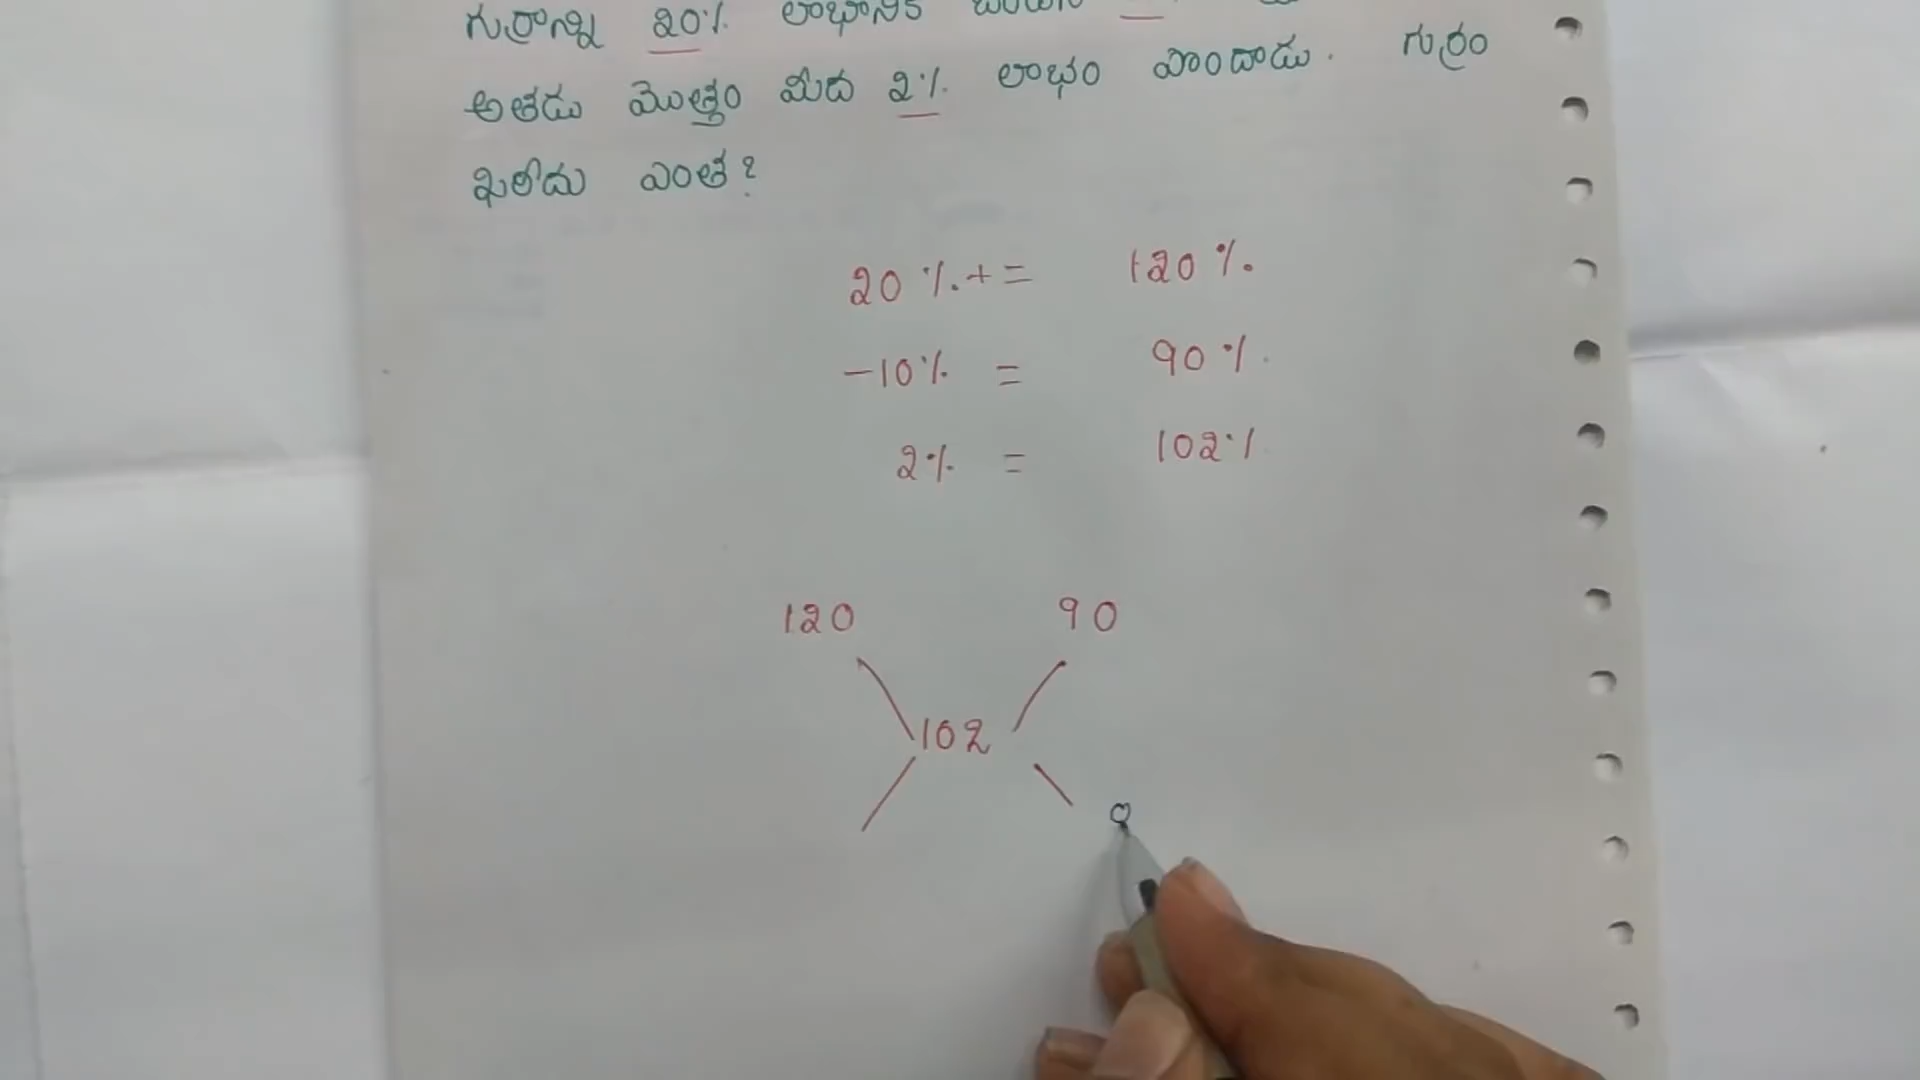 గుర్రాన్ని 20% లాభానికి
అతడు మొత్తం మీద 2% లాభం పొందాడు. గుర్రం
ఖరీదు ఎంత?
20%+ = 120%.
-10% = 90%.
2% = 102%
120 90
102